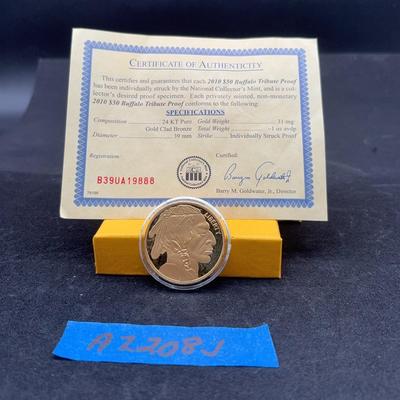 CERTIFICATE OF AUTHENTICITY
This certifies and guarantees that each 2010 $50 Buffalo Tribute Proof
has been individually struck by the National Collector's Mint, and is a col-
lector's desired proof specimen. Each privately minted, non-monetary
2010 $50 Buffalo Tribute Proof conforms to the following:
SPECIFICATIONS
Composition 24 KT Pure Gold Weight 31 mg
Gold Clad Bronze Total Weight ~1 oz avdp
Diameter 39 mm Strike Individually Struck Proof
Registration: Certified:
B39UA19888
Barry M. Goldwater, Jr., Director
LIBERTY
AZ208J